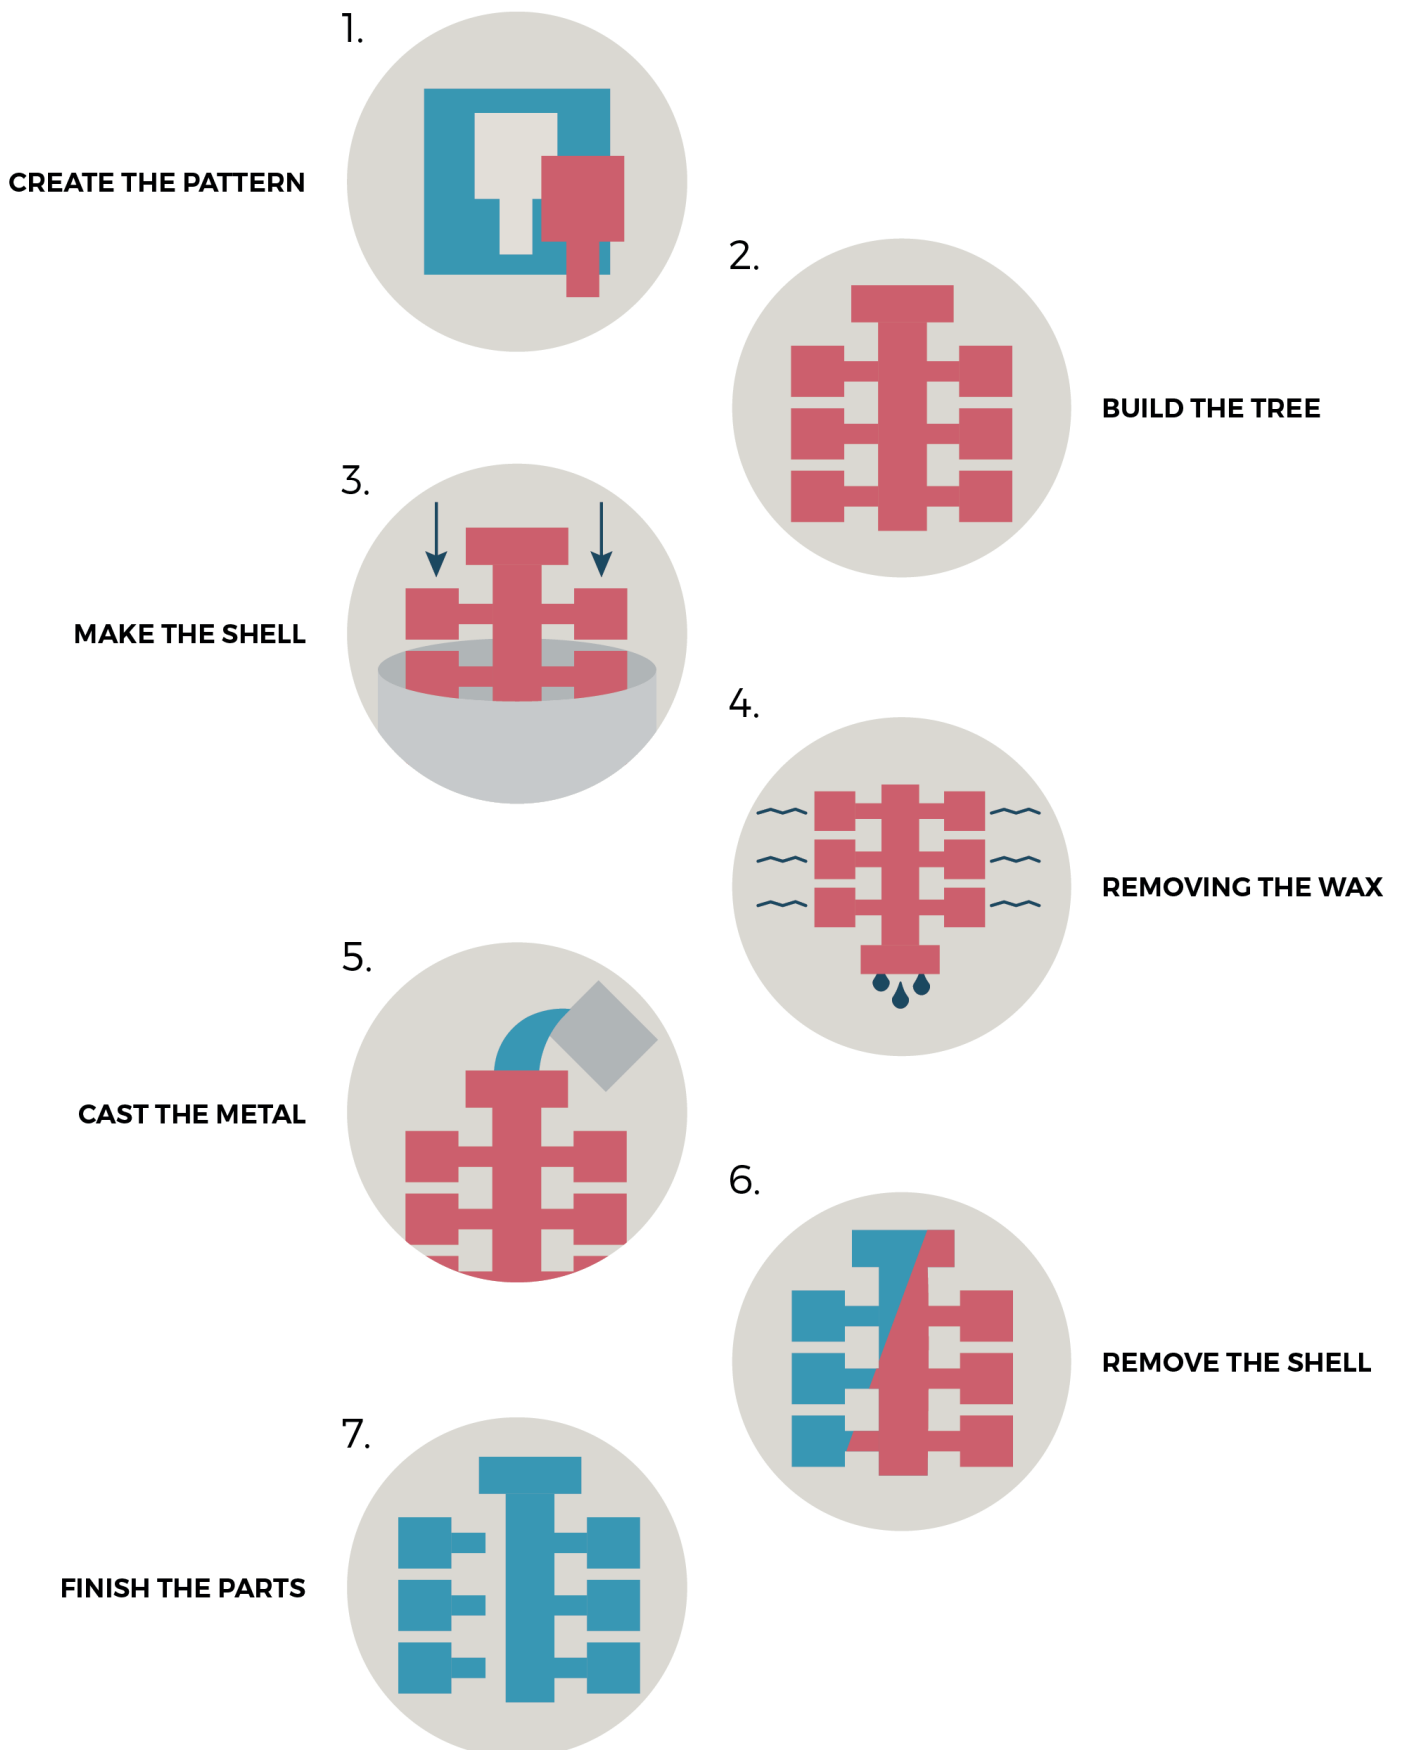 1.
CREATE THE PATTERN
2.
BUILD THE TREE
3.
MAKE THE SHELL
4.
REMOVING THE WAX
5.
CAST THE METAL
6.
REMOVE THE SHELL
7.
FINISH THE PARTS